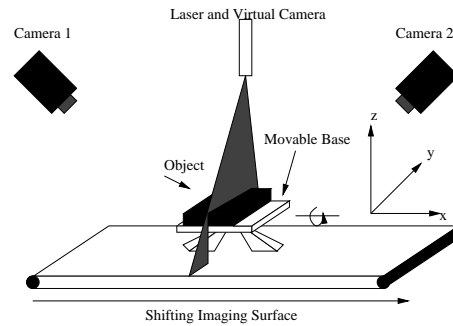 Laser and Virtual Camera
Camera 1
Camera 2
z
Movable Base
y
Object
x
Shifting Imaging Surface